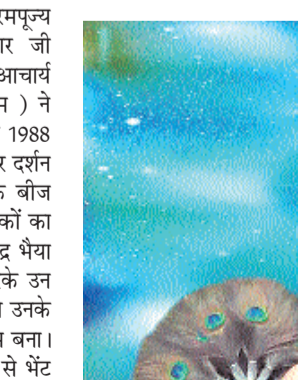 रमपूज्य
र जी
आचार्य
म ) ने
1988
र दर्शन
बीज
कों का
द्र भैया
के उन
उनके
बना।
से भेंट